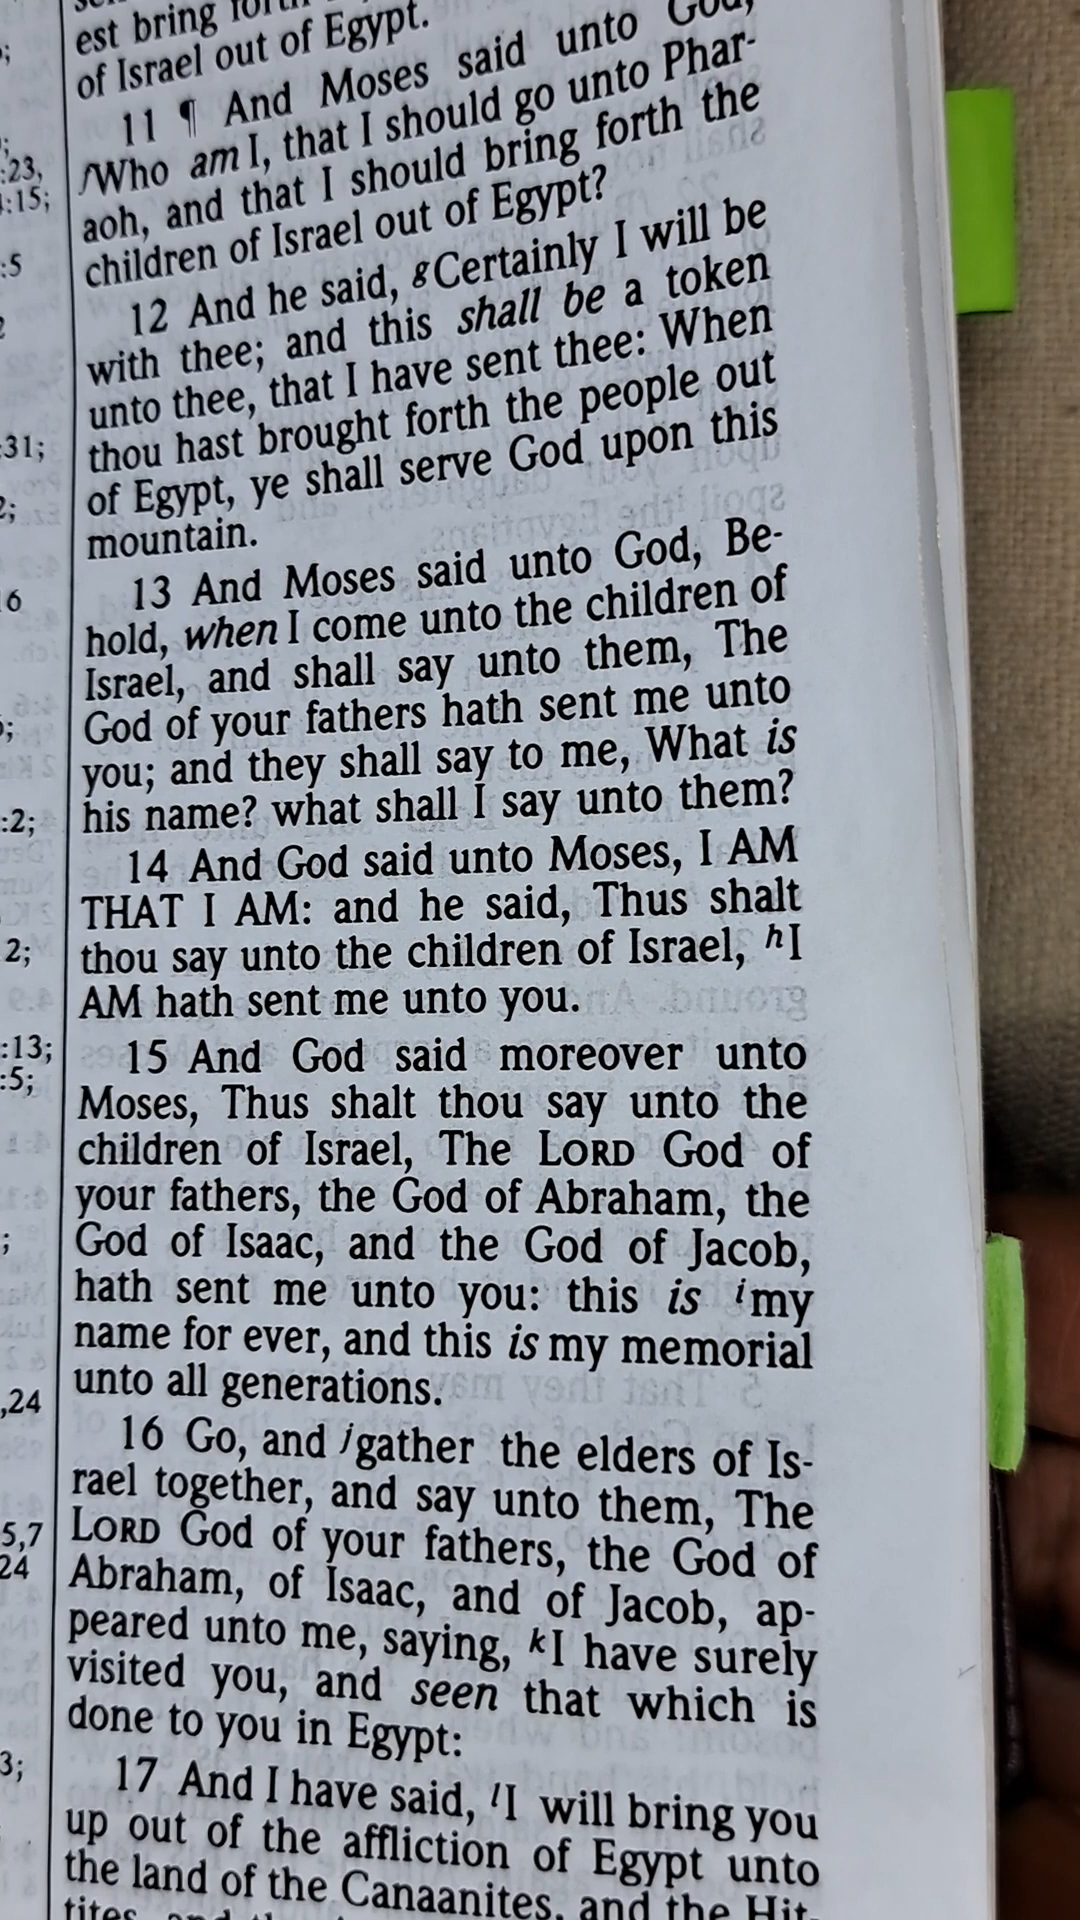 est bring forth
of Israel out of Egypt.
11 ¶ And Moses said unto God,
fWho am I, that I should go unto Phar-
aoh, and that I should bring forth the
children of Israel out of Egypt?
12 And he said, gCertainly I will be
with thee; and this shall be a token
unto thee, that I have sent thee: When
thou hast brought forth the people out
of Egypt, ye shall serve God upon this
mountain.
13 And Moses said unto God, Be-
hold, when I come unto the children of
Israel, and shall say unto them, The
God of your fathers hath sent me unto
you; and they shall say to me, What is
his name? what shall I say unto them?
14 And God said unto Moses, I AM
THAT I AM: and he said, Thus shalt
thou say unto the children of Israel, hI
AM hath sent me unto you.
15 And God said moreover unto
Moses, Thus shalt thou say unto the
children of Israel, The LORD God of
your fathers, the God of Abraham, the
God of Isaac, and the God of Jacob,
hath sent me unto you: this is imy
name for ever, and this is my memorial
unto all generations.
16 Go, and jgather the elders of Is-
rael together, and say unto them, The
LORD God of your fathers, the God of
Abraham, of Isaac, and of Jacob, ap-
peared unto me, saying, kI have surely
visited you, and seen that which is
done to you in Egypt:
17 And I have said, lI will bring you
up out of the affliction of Egypt unto
the land of the Canaanites, and the Hit-
:23,
:15;
:5
:31;
2;
:2;
2;
:13;
:5;
,24
5,7
24
3;